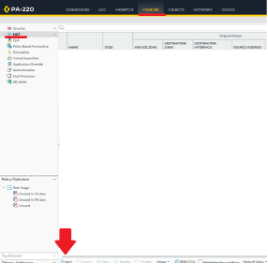 PA-220
DASHBOARD ACC MONITOR POLICIES OBJECTS NETWORK DEVICE
Security
NAT
QoS
Policy Based Forwarding
Decryption
Tunnel Inspection
Application Override
Authentication
DoS Protection
SD-WAN
Original Packet
NAME TAGS SOURCE ZONE DESTINATION ZONE DESTINATION INTERFACE SOURCE ADDRESS
Policy Optimizer
Rule Usage
Unused in 30 days
Unused in 90 days
Unused